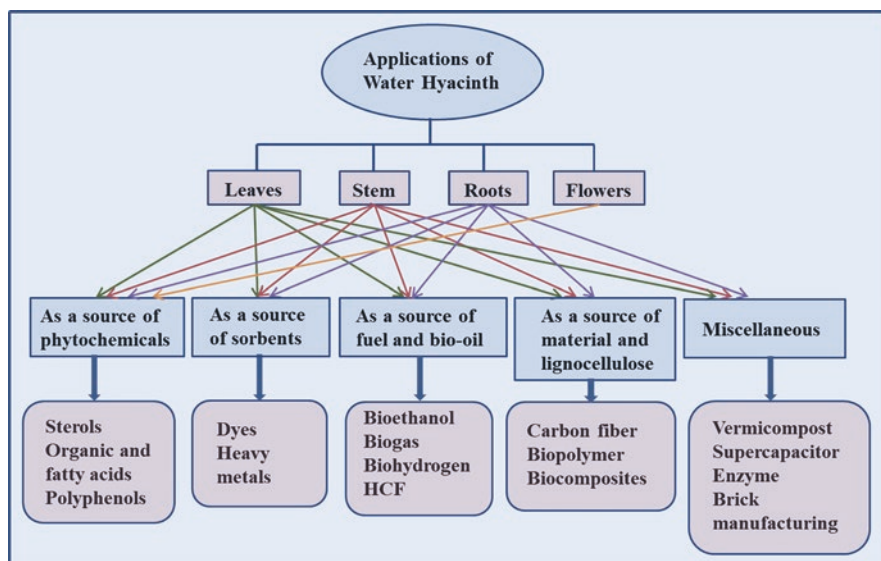 Applications of
Water Hyacinth
Leaves
Stem
Roots
Flowers
As a source of
phytochemicals
As a source
of sorbents
As a source of
fuel and bio-oil
As a source of
material and
lignocellulose
Miscellaneous
Sterols
Organic and
fatty acids
Polyphenols
Dyes
Heavy
metals
Bioethanol
Biogas
Biohydrogen
HCF
Carbon fiber
Biopolymer
Biocomposites
Vermicompost
Supercapacitor
Enzyme
Brick
manufacturing